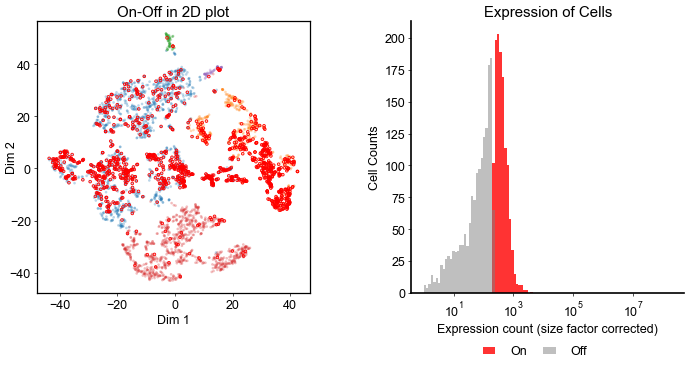 On-Off in 2D plot
40
20
0
−20
−40
Dim 2
−40 −20 0 20 40
Dim 1
Expression of Cells
200
175
150
125
100
75
50
25
0
Cell Counts
10^1 10^3 10^5 10^7
Expression count (size factor corrected)
On Off